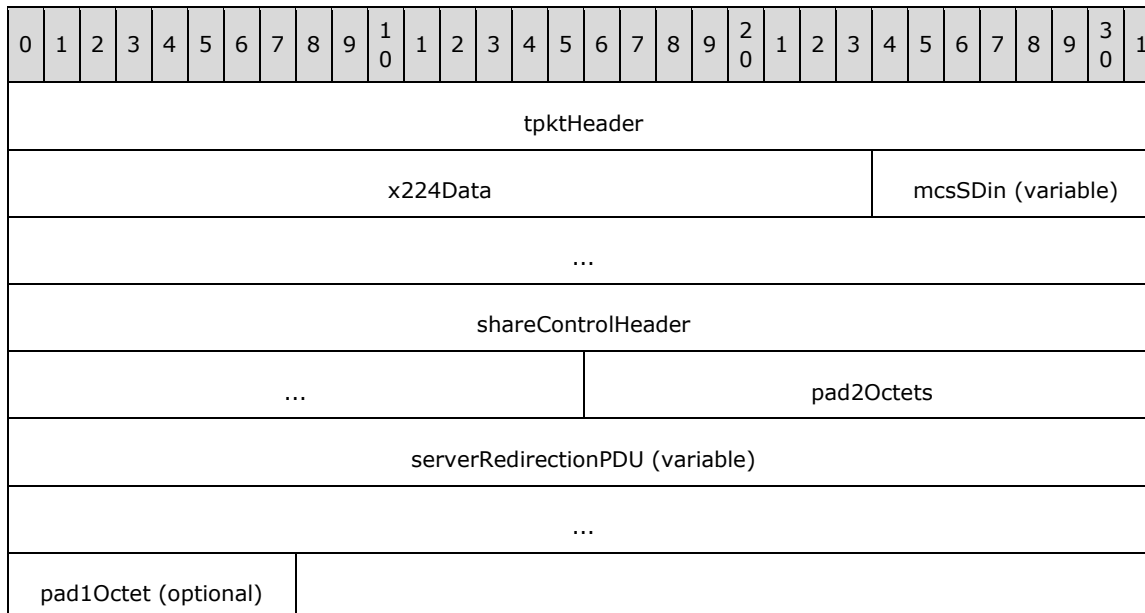 0 1 2 3 4 5 6 7 8 9 1 0 1 2 3 4 5 6 7 8 9 2 0 1 2 3 4 5 6 7 8 9 3 0 1
tpktHeader
x224Data mcsSDin (variable)
...
shareControlHeader
... pad2Octets
serverRedirectionPDU (variable)
...
pad1Octet (optional)